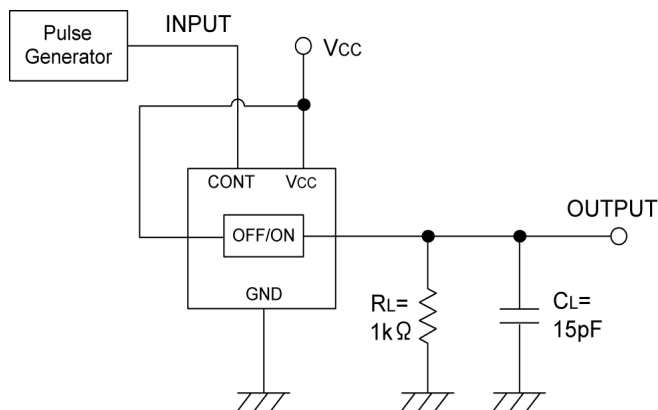 Pulse
Generator
INPUT
Vcc
CONT
Vcc
OFF/ON
GND
OUTPUT
RL=
1kΩ
CL=
15pF